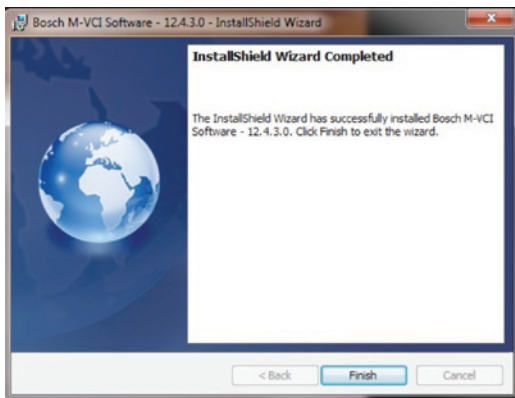 Bosch M-VCI Software - 12.4.3.0 - InstallShield Wizard
InstallShield Wizard Completed
The InstallShield Wizard has successfully installed Bosch M-VCI
Software - 12.4.3.0. Click Finish to exit the wizard.
< Back Finish Cancel